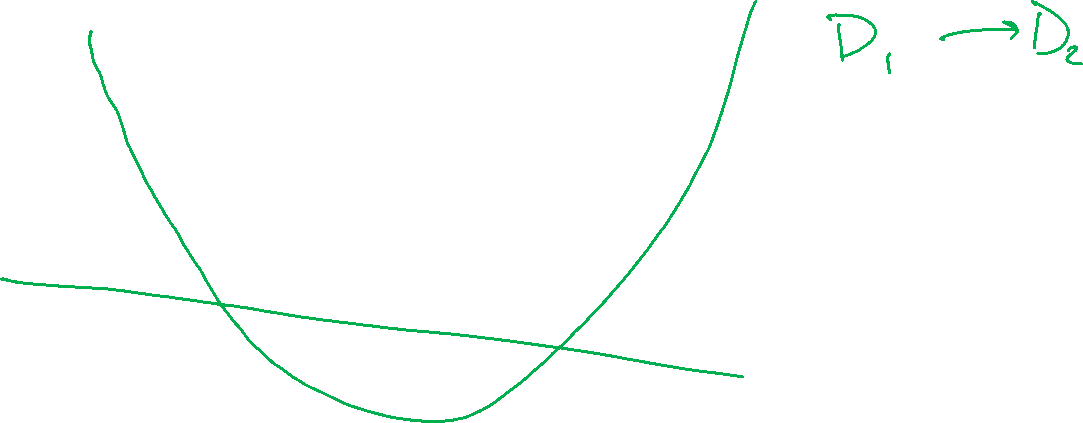 D₁ → D₂